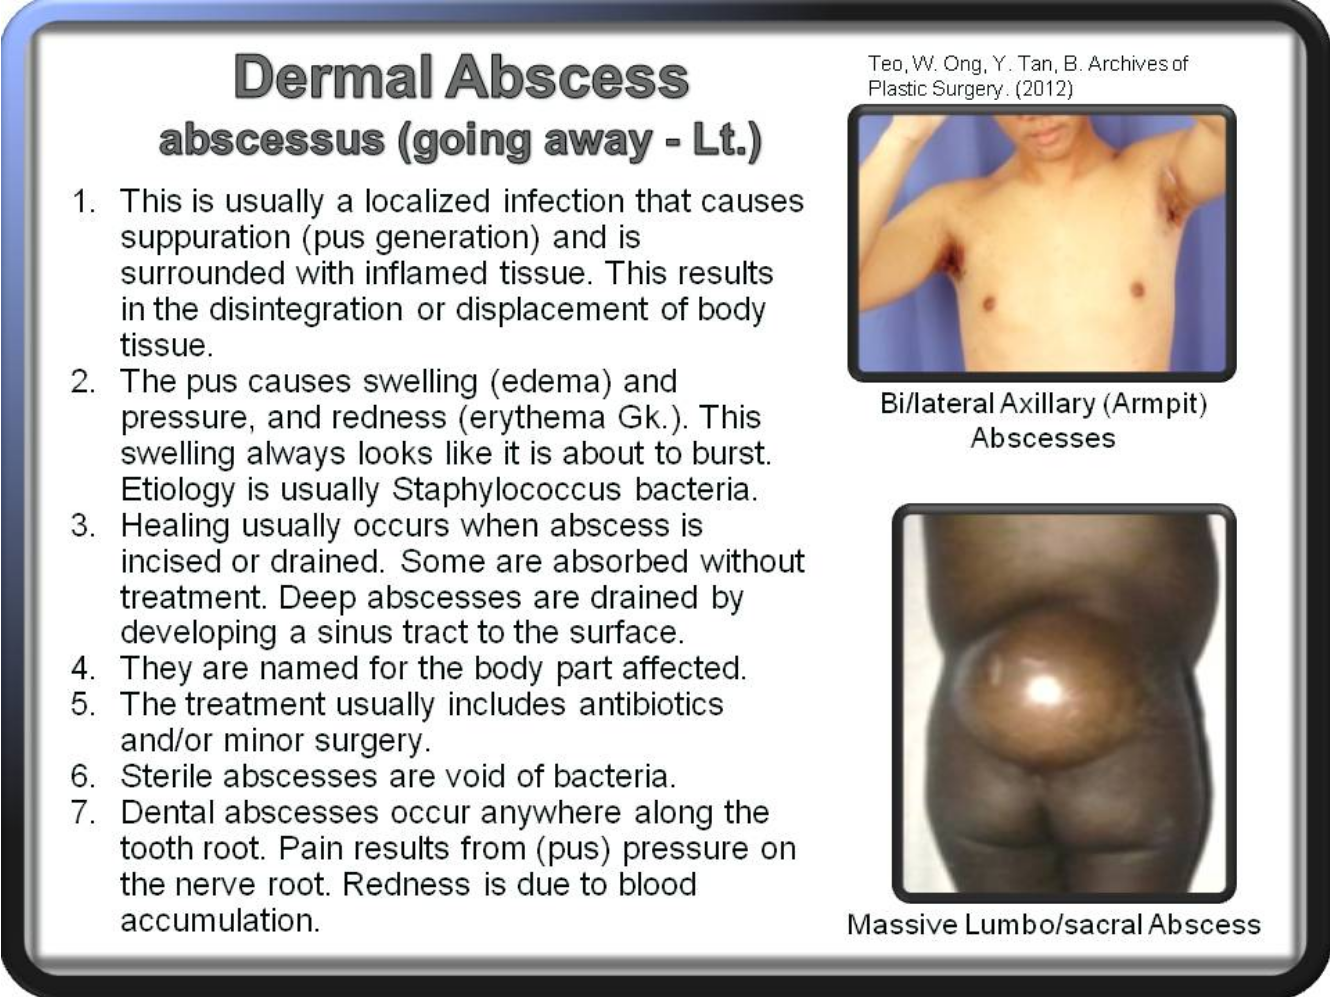 Dermal Abscess
abscessus (going away - Lt.)
1. This is usually a localized infection that causes
suppuration (pus generation) and is
surrounded with inflamed tissue. This results
in the disintegration or displacement of body
tissue.
2. The pus causes swelling (edema) and
pressure, and redness (erythema Gk.). This
swelling always looks like it is about to burst.
Etiology is usually Staphylococcus bacteria.
3. Healing usually occurs when abscess is
incised or drained. Some are absorbed without
treatment. Deep abscesses are drained by
developing a sinus tract to the surface.
4. They are named for the body part affected.
5. The treatment usually includes antibiotics
and/or minor surgery.
6. Sterile abscesses are void of bacteria.
7. Dental abscesses occur anywhere along the
tooth root. Pain results from (pus) pressure on
the nerve root. Redness is due to blood
accumulation.
Teo, W. Ong, Y. Tan, B. Archives of
Plastic Surgery. (2012)
Bi/lateral Axillary (Armpit)
Abscesses
Massive Lumbo/sacral Abscess